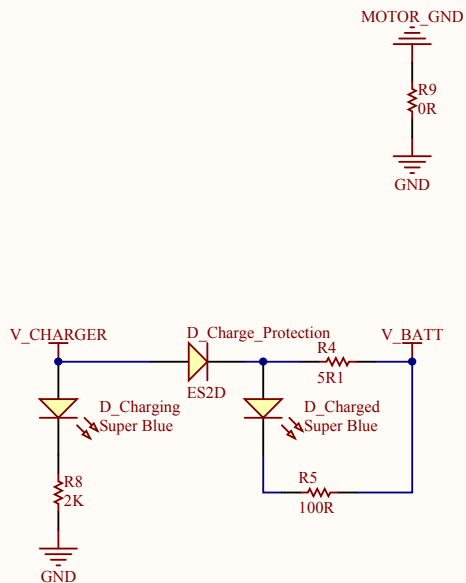 MOTOR_GND
R9
0R
GND
V_CHARGER
D_Charge_Protection
R4
V_BATT
ES2D
5R1
D_Charging
Super Blue
D_Charged
Super Blue
R8
2K
R5
100R
GND